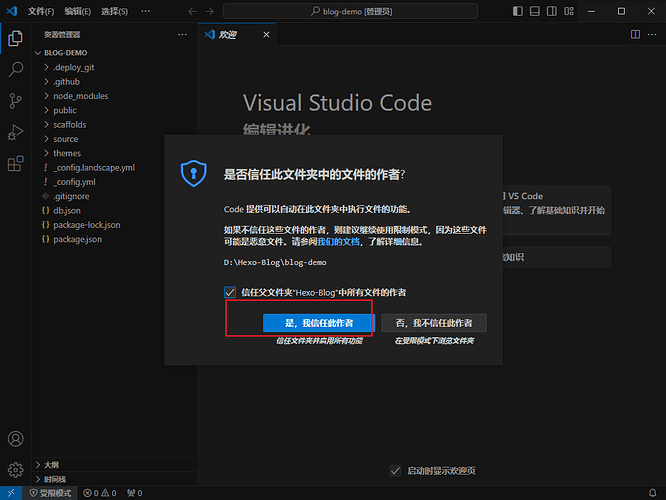 文件(F) 编辑(E) 选择(S) ··· blog-demo [管理员]
资源管理器 ···
欢迎
BLOG-DEMO
.deploy_git
.github
node_modules
public
scaffolds
source
themes
_config.landscape.yml
_config.yml
.gitignore
db.json
package-lock.json
package.json
Visual Studio Code
编辑进化
是否信任此文件夹中的文件的作者?
Code 提供可以自动在此文件夹中执行文件的功能。
如果不信任这些文件的作者，则建议继续使用限制模式，因为这些文件
可能是恶意文件。请参阅我们的文档，了解详细信息。
D:\Hexo-Blog\blog-demo
信任父文件夹"Hexo-Blog"中所有文件的作者
是，我信任此作者
信任文件夹并启用所有功能
否，我不信任此作者
在受限模式下浏览文件夹
VS Code
编辑器、了解基础知识并开始
知识
启动时显示欢迎页
大纲
时间线
受限模式 0 0 0